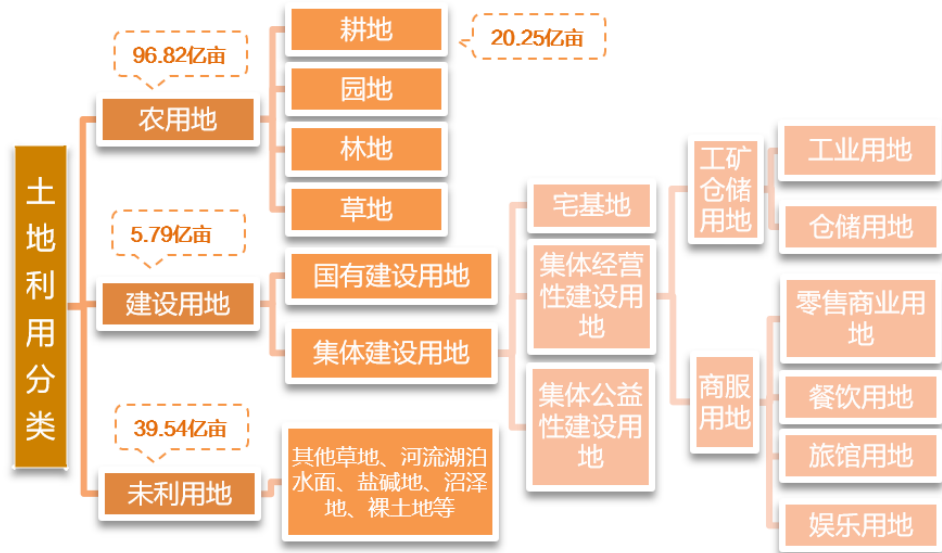 土地利用分类
96.82亿亩
农用地
耕地
20.25亿亩
园地
林地
草地
5.79亿亩
建设用地
国有建设用地
集体建设用地
宅基地
集体经营
性建设用
地
集体公益
性建设用
地
工矿
仓储
用地
工业用地
仓储用地
商服
用地
零售商业用
地
餐饮用地
旅馆用地
娱乐用地
39.54亿亩
未利用地
其他草地、河流湖泊
水面、盐碱地、沼泽
地、裸土地等